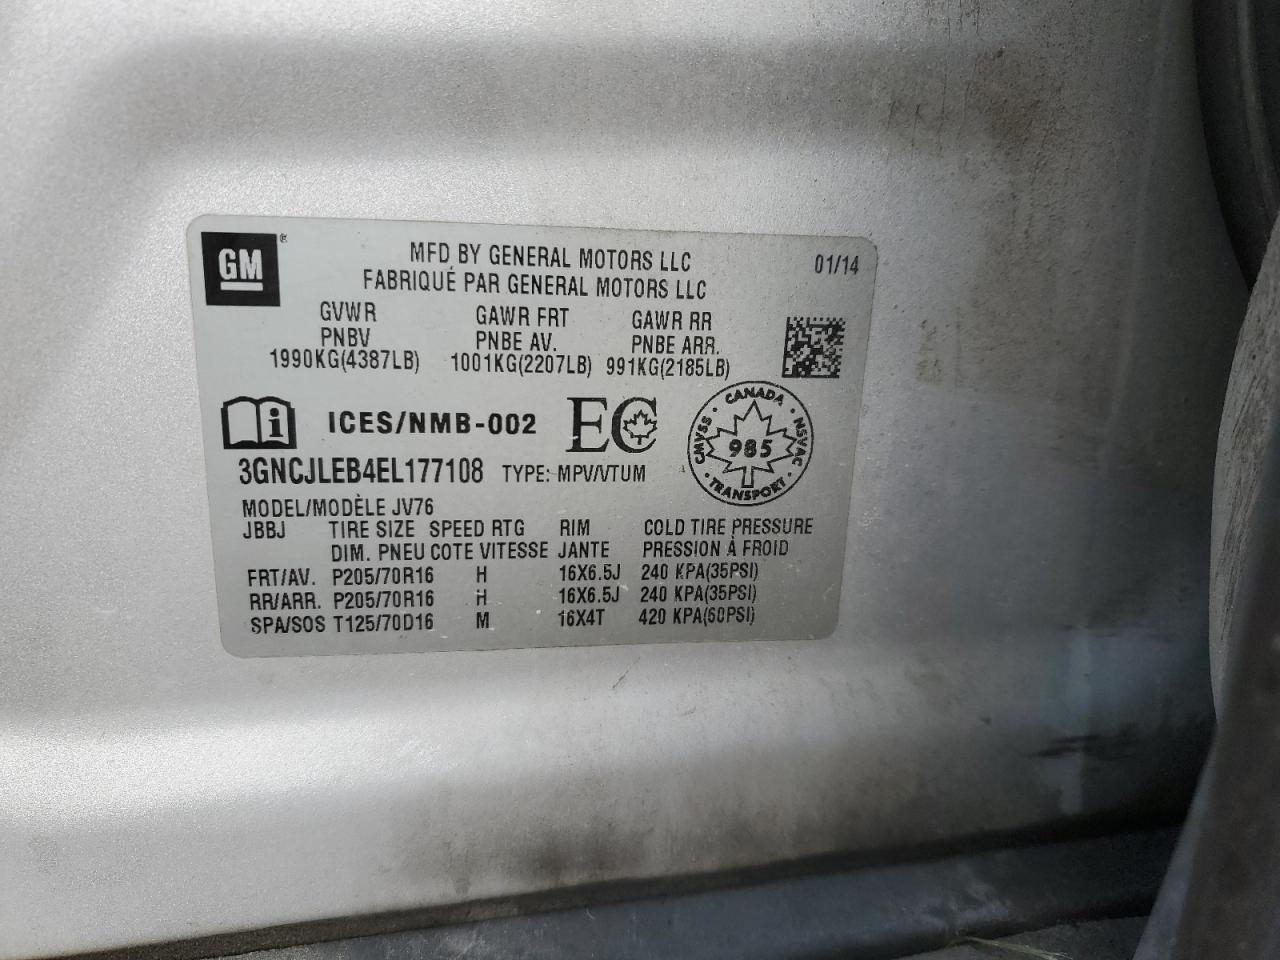 GM ®
MFD BY GENERAL MOTORS LLC 01/14
FABRIQUÉ PAR GENERAL MOTORS LLC
GVWR GAWR FRT GAWR RR
PNBV PNBE AV. PNBE ARR.
1990KG(4387LB) 1001KG(2207LB) 991KG(2185LB)
i ICES/NMB-002 EC
CANADA
CMVSS • NSVAC
985
TRANSPORT
3GNCJLEB4EL177108 TYPE: MPV/VTUM
MODEL/MODÈLE JV76
JBBJ TIRE SIZE SPEED RTG RIM COLD TIRE PRESSURE
DIM. PNEU COTE VITESSE JANTE PRESSION À FROID
FRT/AV. P205/70R16 H 16X6.5J 240 KPA(35PSI)
RR/ARR. P205/70R16 H 16X6.5J 240 KPA(35PSI)
SPA/SOS T125/70D16 M 16X4T 420 KPA(60PSI)